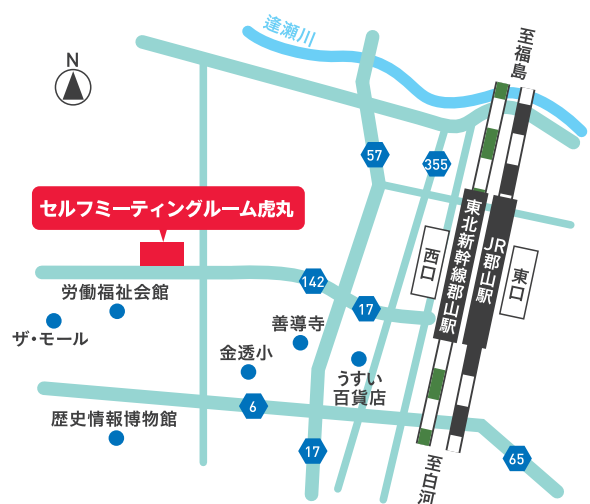 逢瀬川
至福島
N
57
355
セルフミーティングルーム虎丸
東北新幹線郡山駅
JR郡山駅
西口
東口
142
17
労働福祉会館
ザ・モール
善導寺
金透小
うすい
百貨店
6
歴史情報博物館
17
65
至白河